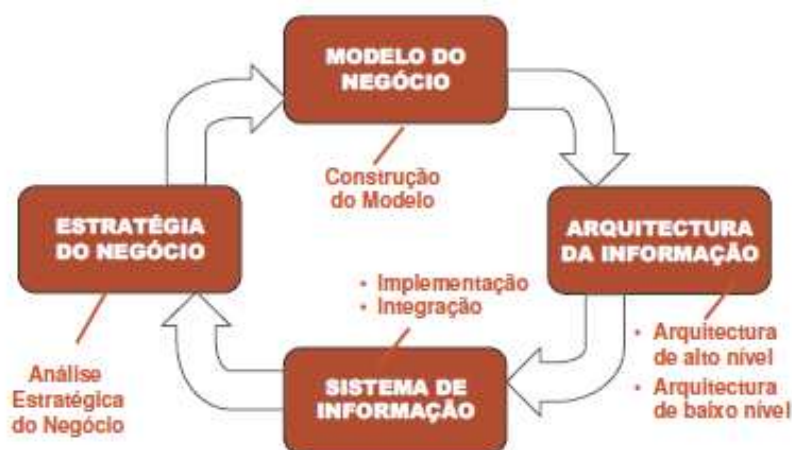 MODELO DO
NEGÓCIO
Construção
do Modelo
ESTRATÉGIA
DO NEGÓCIO
ARQUITECTURA
DA INFORMAÇÃO
• Implementação
• Integração
• Arquitectura
de alto nível
• Arquitectura
de baixo nível
Análise
Estratégica
do Negócio
SISTEMA DE
INFORMAÇÃO